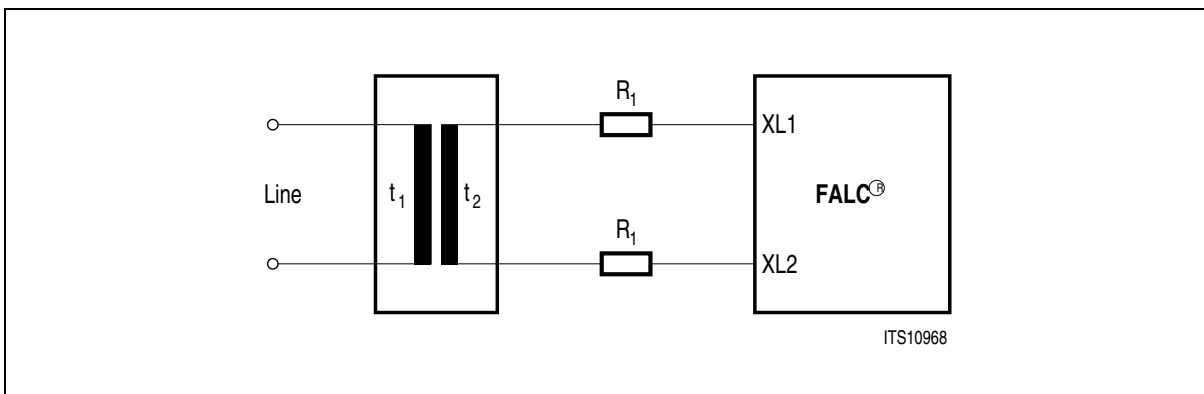 R1
XL1
Line
t1
t2
FALC®
R1
XL2
ITS10968